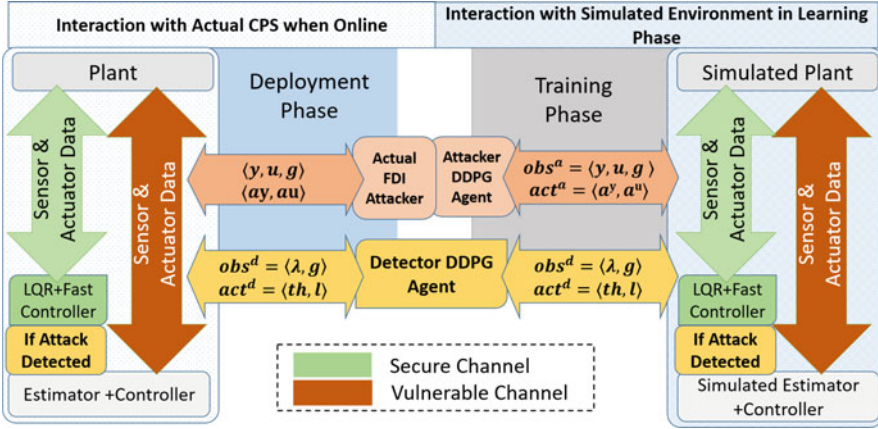 Interaction with Actual CPS when Online
Interaction with Simulated Environment in Learning
Phase
Plant
Sensor &
Actuator Data
Sensor &
Actuator Data
LQR+Fast
Controller
If Attack
Detected
Estimator +Controller
Deployment
Phase
⟨y, u, g⟩
⟨ay, au⟩
obsᵈ = ⟨λ, g⟩
actᵈ = ⟨th, l⟩
Actual
FDI
Attacker
Attacker
DDPG
Agent
Detector DDPG
Agent
Training
Phase
obsᵃ = ⟨y, u, g ⟩
actᵃ = ⟨aʸ, aᵘ⟩
obsᵈ = ⟨λ, g⟩
actᵈ = ⟨th, l⟩
Simulated Plant
Sensor &
Actuator Data
Sensor &
Actuator Data
LQR+Fast
Controller
If Attack
Detected
Simulated Estimator
+Controller
Secure Channel
Vulnerable Channel